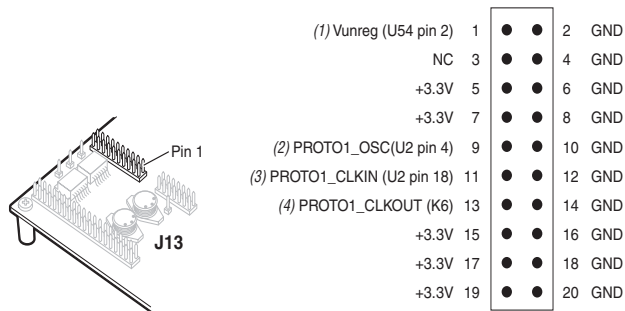 (1) Vunreg (U54 pin 2) 1 2 GND
NC 3 4 GND
+3.3V 5 6 GND
+3.3V 7 8 GND
(2) PROTO1_OSC(U2 pin 4) 9 10 GND
(3) PROTO1_CLKIN (U2 pin 18) 11 12 GND
(4) PROTO1_CLKOUT (K6) 13 14 GND
+3.3V 15 16 GND
+3.3V 17 18 GND
+3.3V 19 20 GND
Pin 1
J13